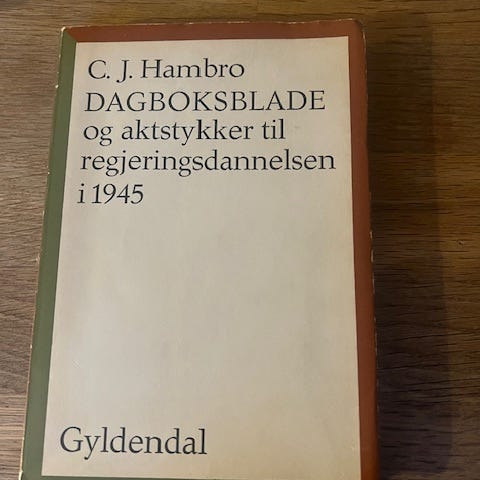 C. J. Hambro
DAGBOKSBLADE
og aktstykker til
regjeringsdannelsen
i 1945
Gyldendal